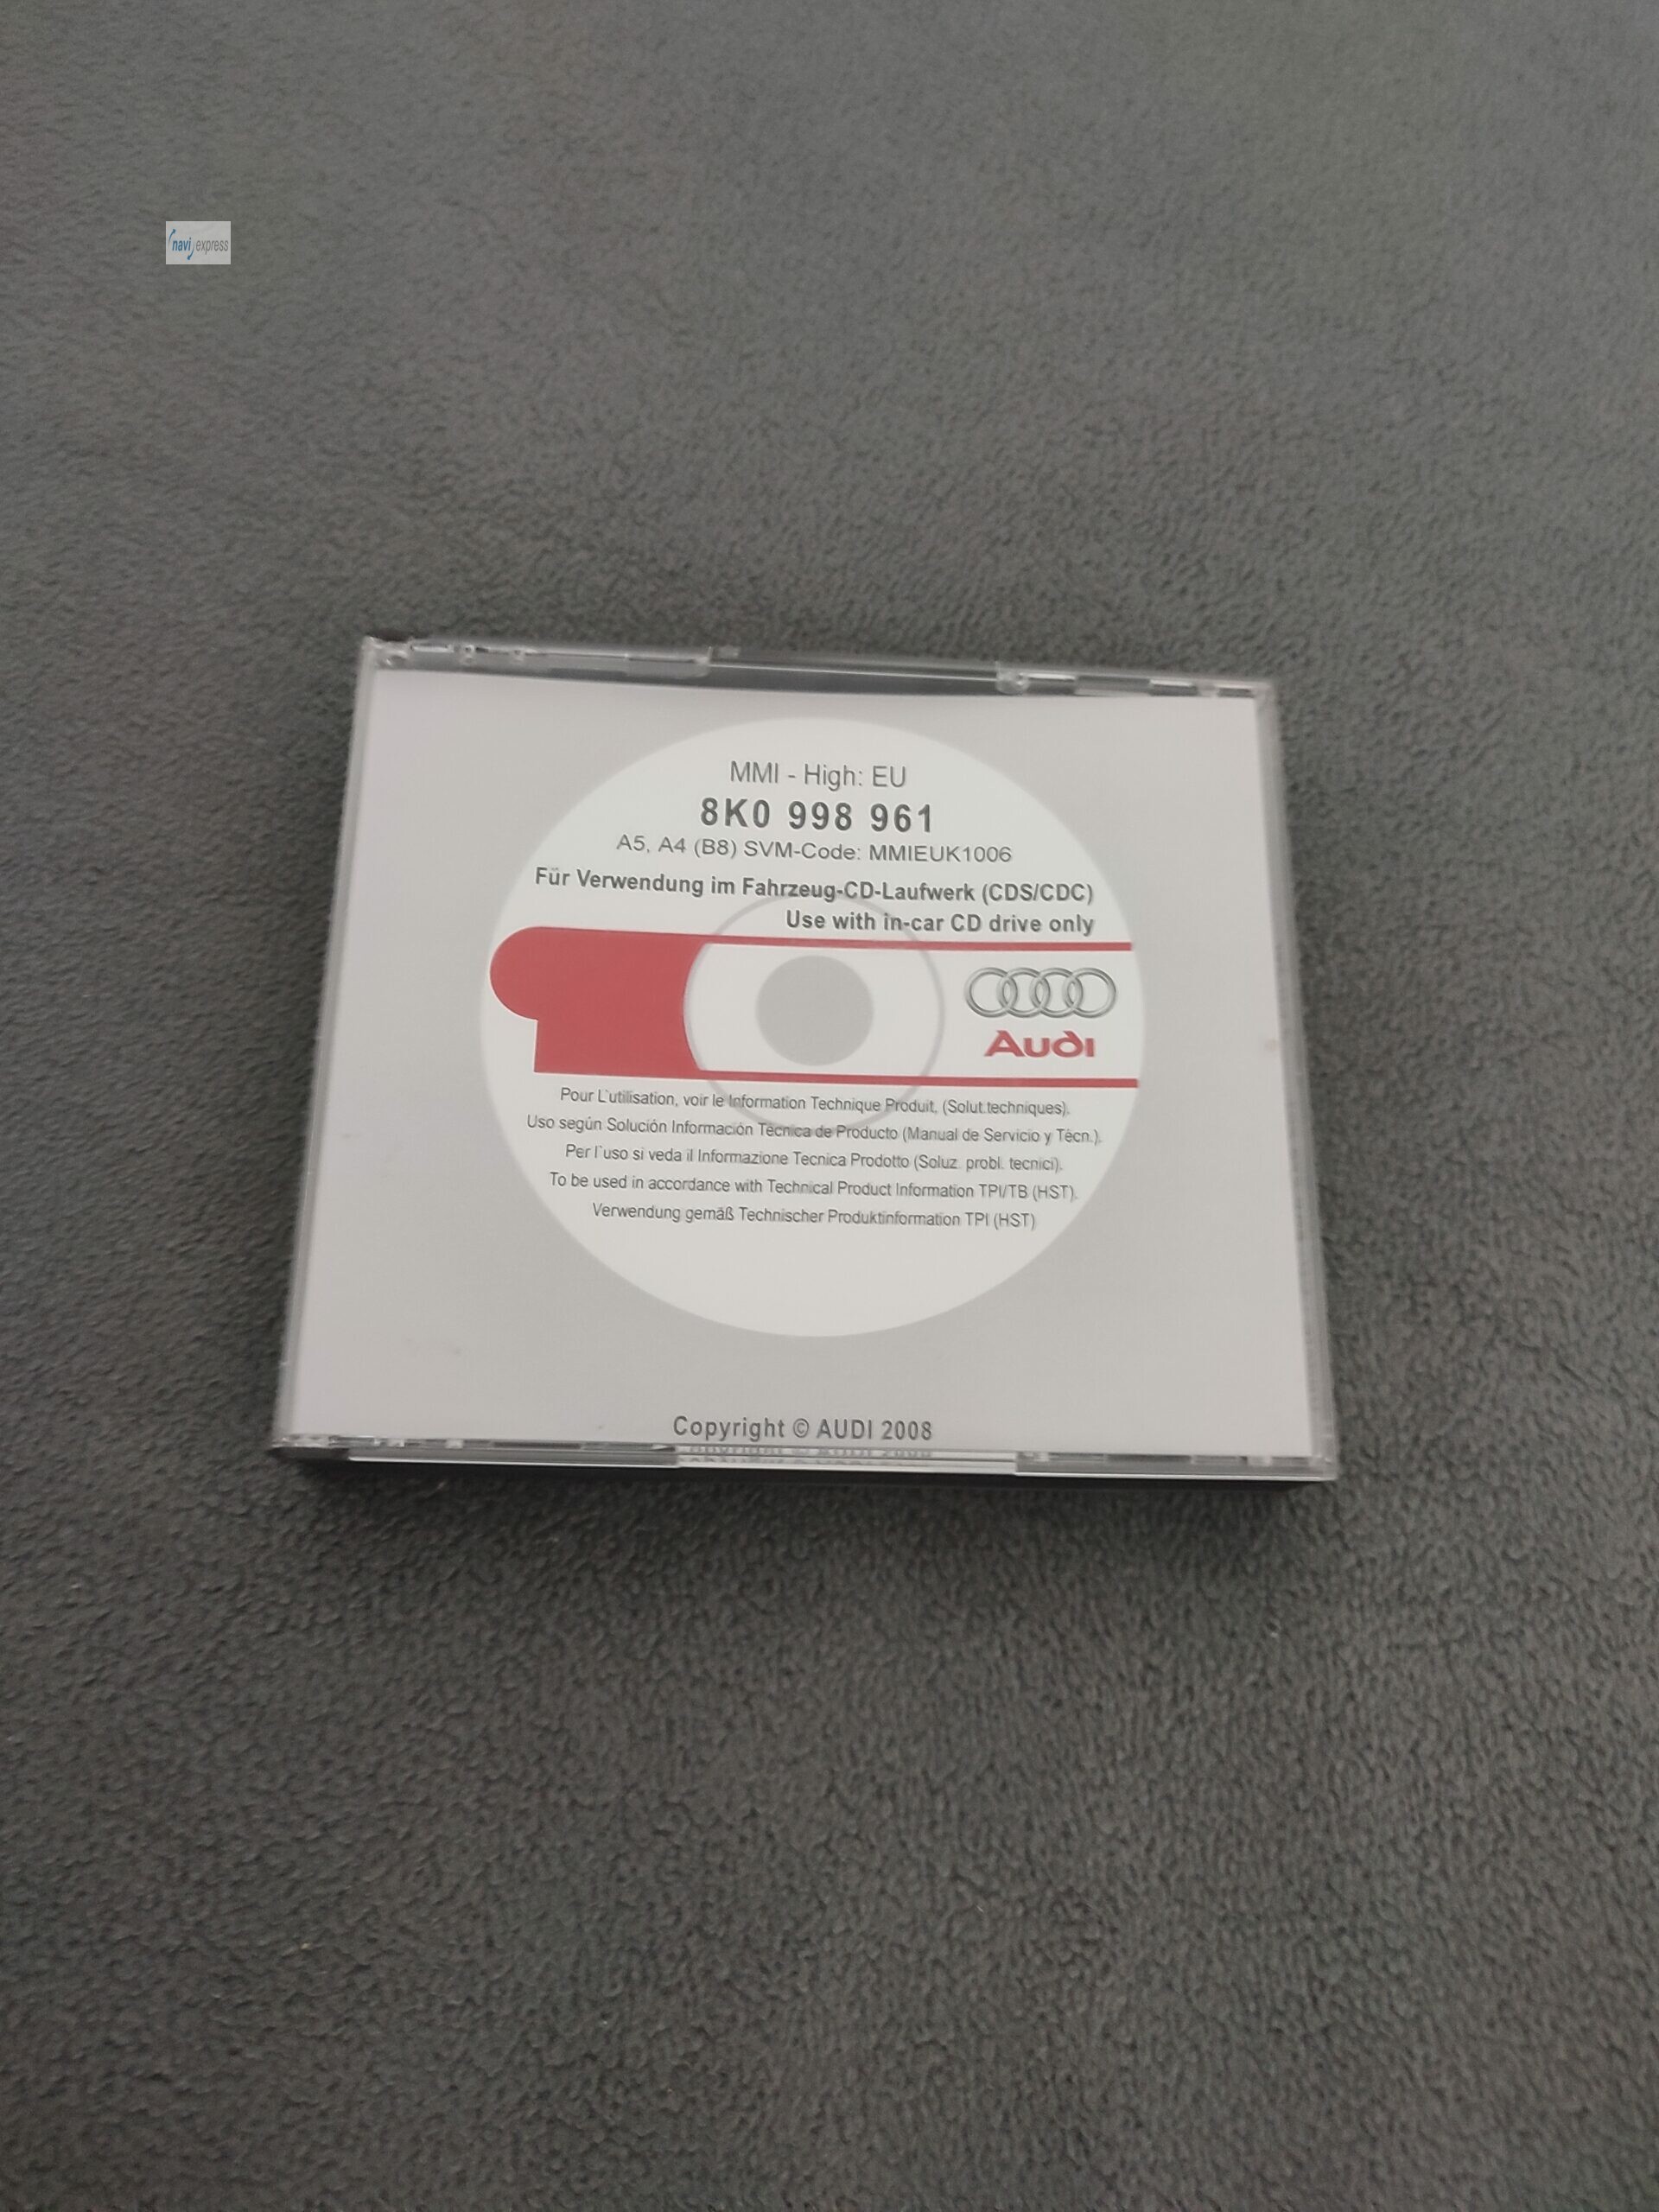 navi express
MMI - High: EU
8K0 998 961
A5, A4 (B8) SVM-Code: MMIEUK1006
Für Verwendung im Fahrzeug-CD-Laufwerk (CDS/CDC)
Use with in-car CD drive only
Audi
Pour L'utilisation, voir le Information Technique Produit, (Solut.techniques).
Uso según Solución Información Técnica de Producto (Manual de Servicio y Técn.).
Per l`uso si veda il Informazione Tecnica Prodotto (Soluz. probl. tecnici).
To be used in accordance with Technical Product Information TPI/TB (HST).
Verwendung gemäß Technischer Produktinformation TPI (HST)
Copyright © AUDI 2008